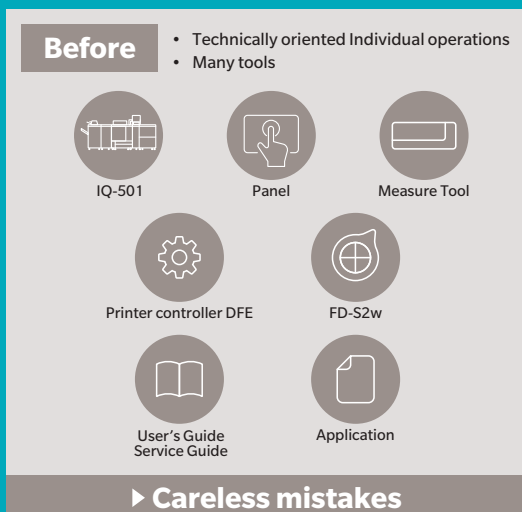 Before
• Technically oriented Individual operations
• Many tools
IQ-501
Panel
Measure Tool
Printer controller DFE
FD-S2w
User's Guide
Service Guide
Application
▶ Careless mistakes